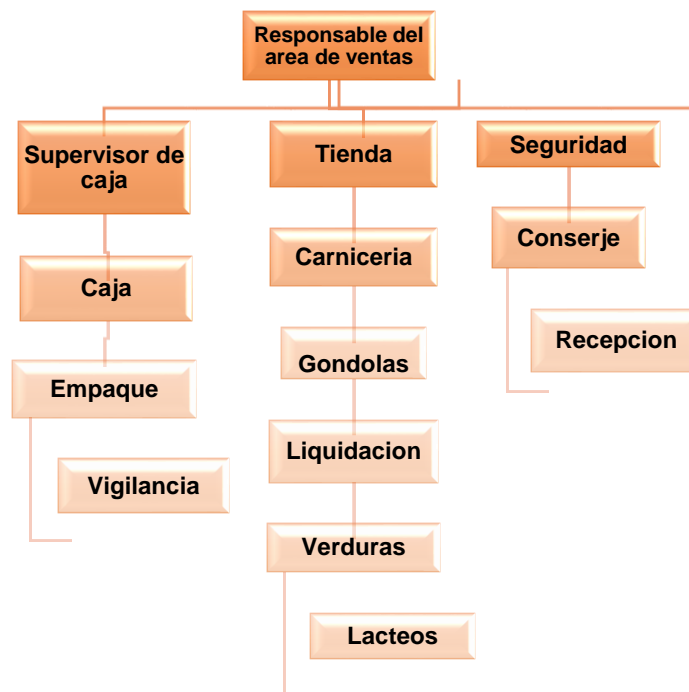 Responsable del
area de ventas
Supervisor de
caja
Tienda
Seguridad
Caja
Carniceria
Conserje
Empaque
Gondolas
Recepcion
Vigilancia
Liquidacion
Verduras
Lacteos